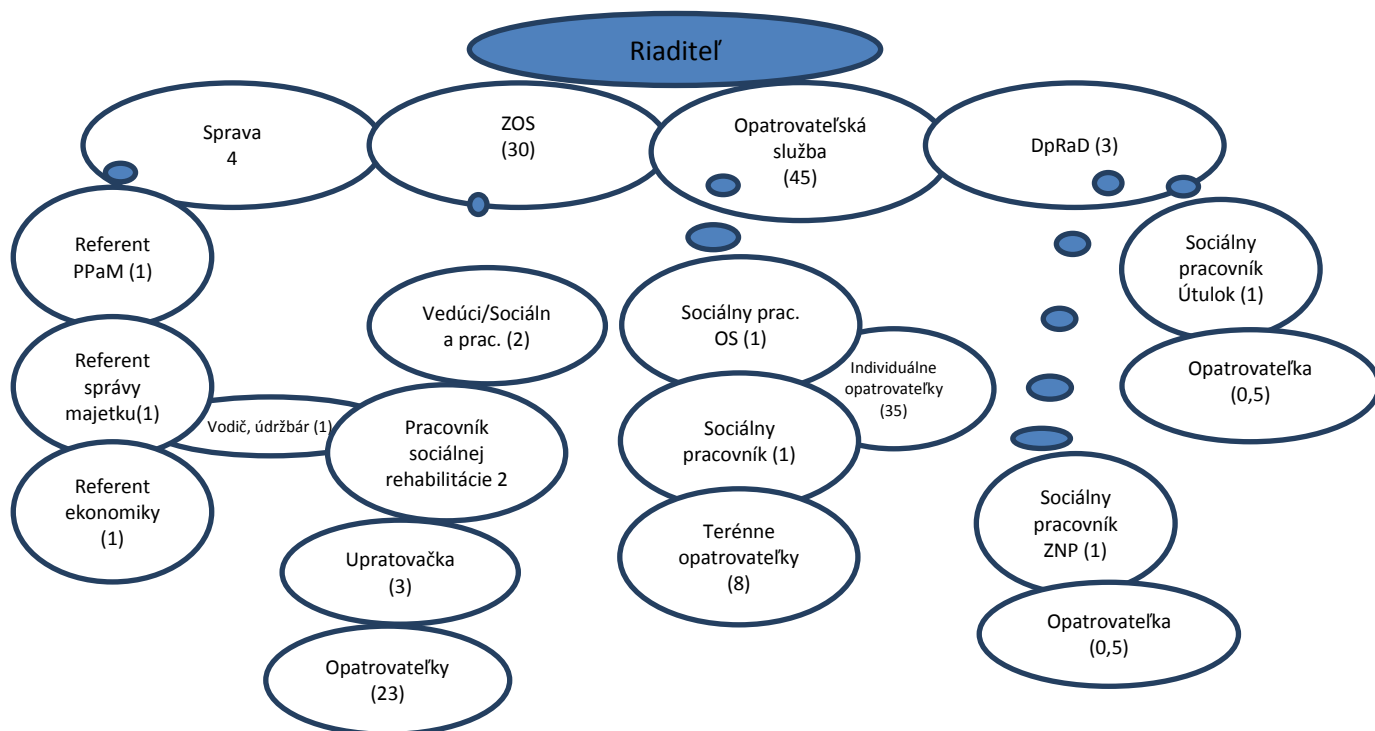 Riaditeľ
Sprava
4
ZOS
(30)
Opatrovateľská
služba
(45)
DpRaD (3)
Referent
PPaM (1)
Referent
správy
majetku(1)
Vodič, údržbár (1)
Referent
ekonomiky
(1)
Vedúci/Sociáln
a prac. (2)
Pracovník
sociálnej
rehabilitácie 2
Upratovačka
(3)
Opatrovateľky
(23)
Sociálny prac.
OS (1)
Individuálne
opatrovateľky
(35)
Sociálny
pracovník (1)
Terénne
opatrovateľky
(8)
Sociálny
pracovník
Útulok (1)
Opatrovateľka
(0,5)
Sociálny
pracovník
ZNP (1)
Opatrovateľka
(0,5)